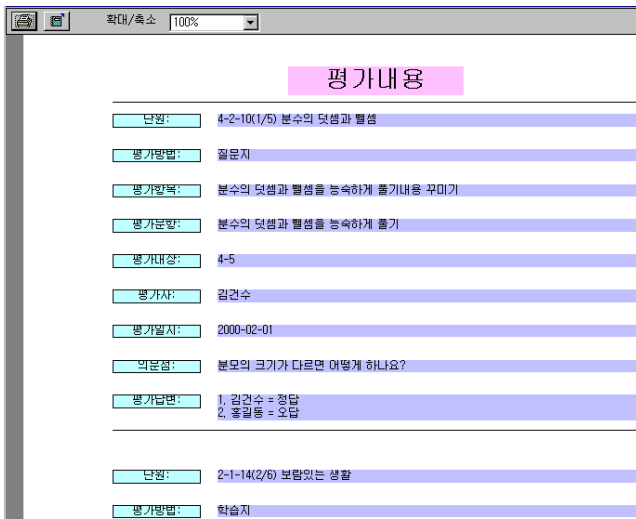 확대/축소 100%
평가내용
단원: 4-2-10(1/5) 분수의 덧셈과 뺄셈
평가방법: 질문지
평가항목: 분수의 덧셈과 뺄셈을 능숙하게 풀기내용 꾸미기
평가문항: 분수의 덧셈과 뺄셈을 능숙하게 풀기
평가대상: 4-5
평가자: 김건수
평가일시: 2000-02-01
의문점: 분모의 크기가 다르면 어떻게 하나요?
평가답변: 1. 김건수 = 정답
2. 홍길동 = 오답
단원: 2-1-14(2/6) 보람있는 생활
평가방법: 학습지